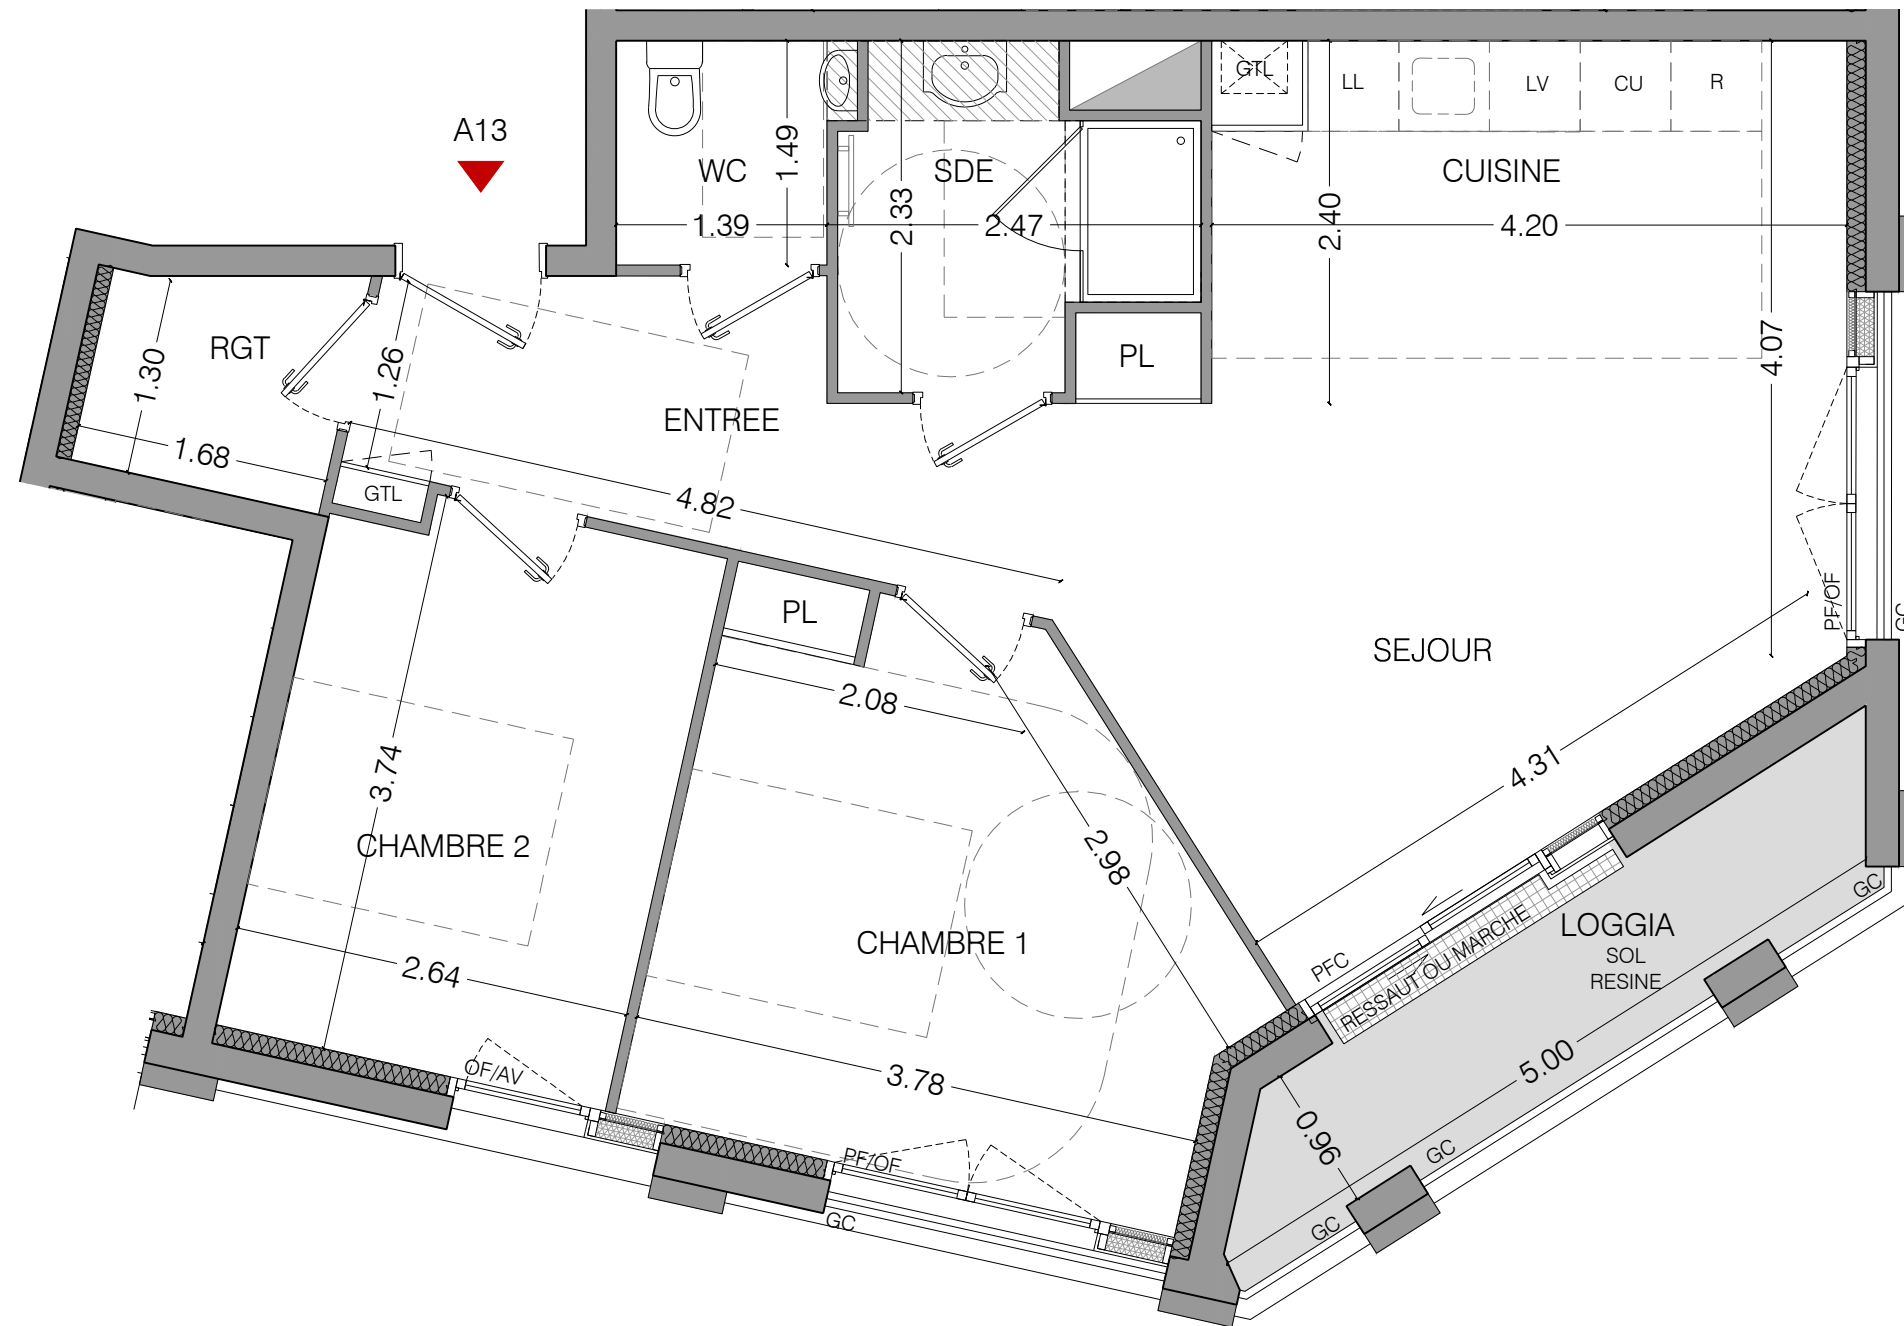 GTL
LL
LV
CU
R
A13
1.49
WC
SDE
CUISINE
2.33
2.40
1.39
2.47
4.20
4.07
RGT
PL
1.30
1.26
ENTREE
1.68
GTL
4.82
PF/OF
GC
PL
SEJOUR
2.08
3.74
4.31
CHAMBRE 2
2.98
CHAMBRE 1
GC
LOGGIA
SOL
RESINE
PFC
RESSAUT OU MARCHE
2.64
OF/AV
3.78
5.00
0.96
PF/OF
GC
GC
GC